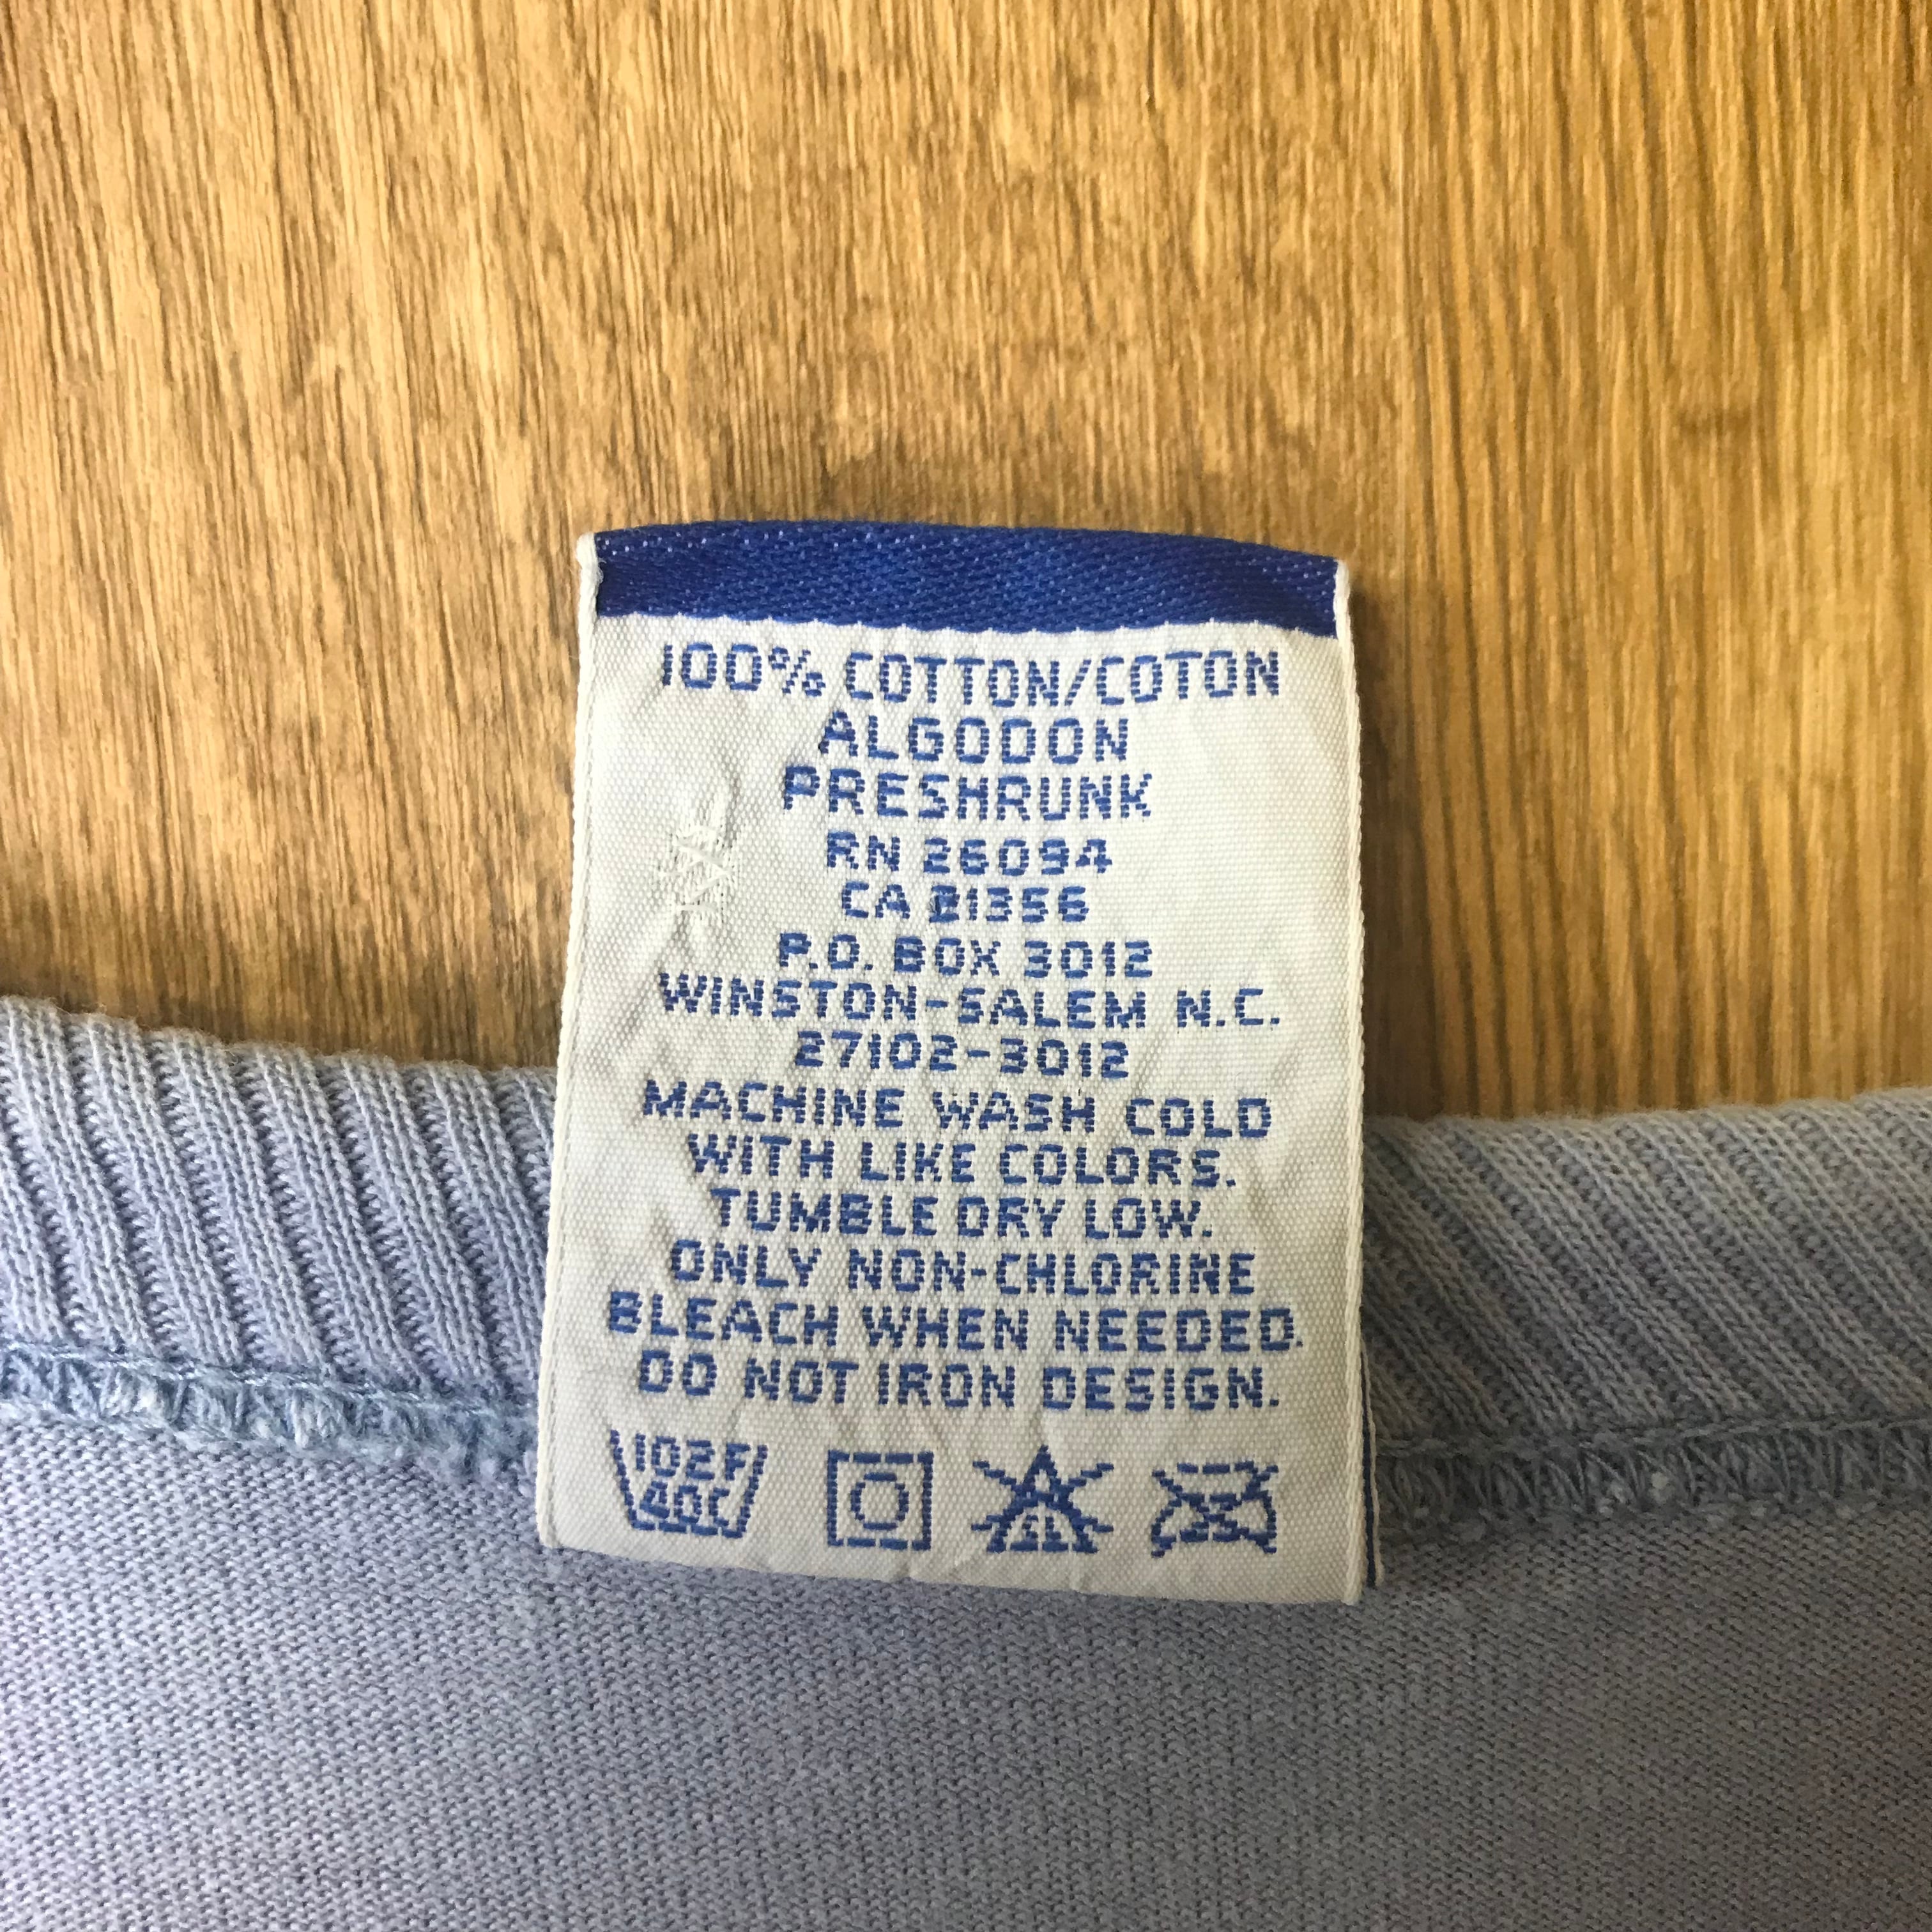 100% COTTON/COTON
ALGODON
PRESHRUNK
RN 26094
CA 21356
P.O. BOX 3012
WINSTON-SALEM N.C.
27102-3012
MACHINE WASH COLD
WITH LIKE COLORS.
TUMBLE DRY LOW.
ONLY NON-CHLORINE
BLEACH WHEN NEEDED.
DO NOT IRON DESIGN.
102F
40C
CL